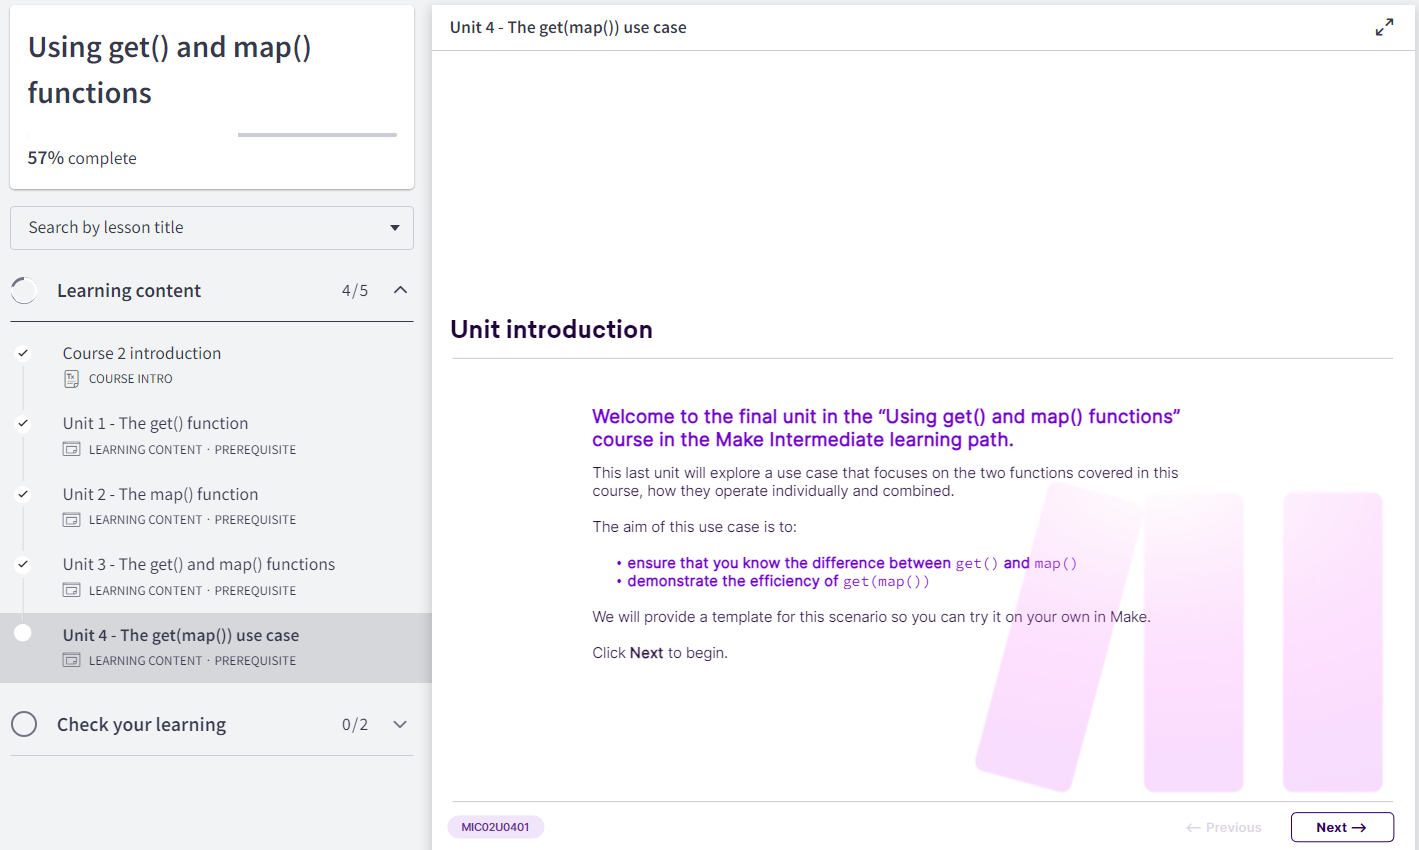 Using get() and map()
functions
57% complete
Search by lesson title
Learning content 4/5
Course 2 introduction
COURSE INTRO
Unit 1 - The get() function
LEARNING CONTENT · PREREQUISITE
Unit 2 - The map() function
LEARNING CONTENT · PREREQUISITE
Unit 3 - The get() and map() functions
LEARNING CONTENT · PREREQUISITE
Unit 4 - The get(map()) use case
LEARNING CONTENT · PREREQUISITE
Check your learning 0/2
Unit 4 - The get(map()) use case
Unit introduction
Welcome to the final unit in the “Using get() and map() functions”
course in the Make Intermediate learning path.
This last unit will explore a use case that focuses on the two functions covered in this
course, how they operate individually and combined.
The aim of this use case is to:
• ensure that you know the difference between get() and map()
• demonstrate the efficiency of get(map())
We will provide a template for this scenario so you can try it on your own in Make.
Click Next to begin.
MIC02U0401
← Previous
Next →